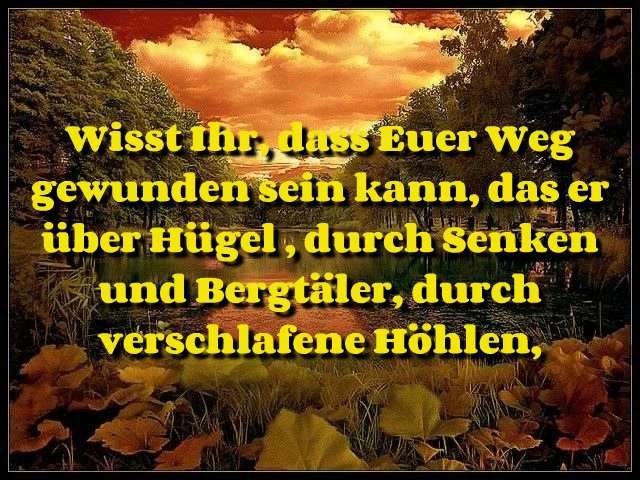 Wisst Ihr, dass Euer Weg
gewunden sein kann, das er
über Hügel , durch Senken
und Bergtäler, durch
verschlafene Höhlen,